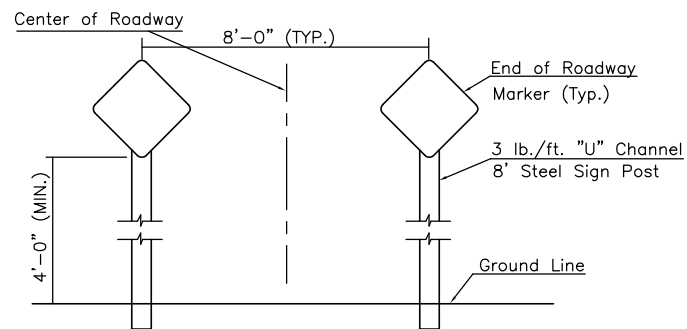 Center of Roadway
8'-0" (TYP.)
End of Roadway
Marker (Typ.)
3 lb./ft. "U" Channel
8' Steel Sign Post
4'-0" (MIN.)
Ground Line